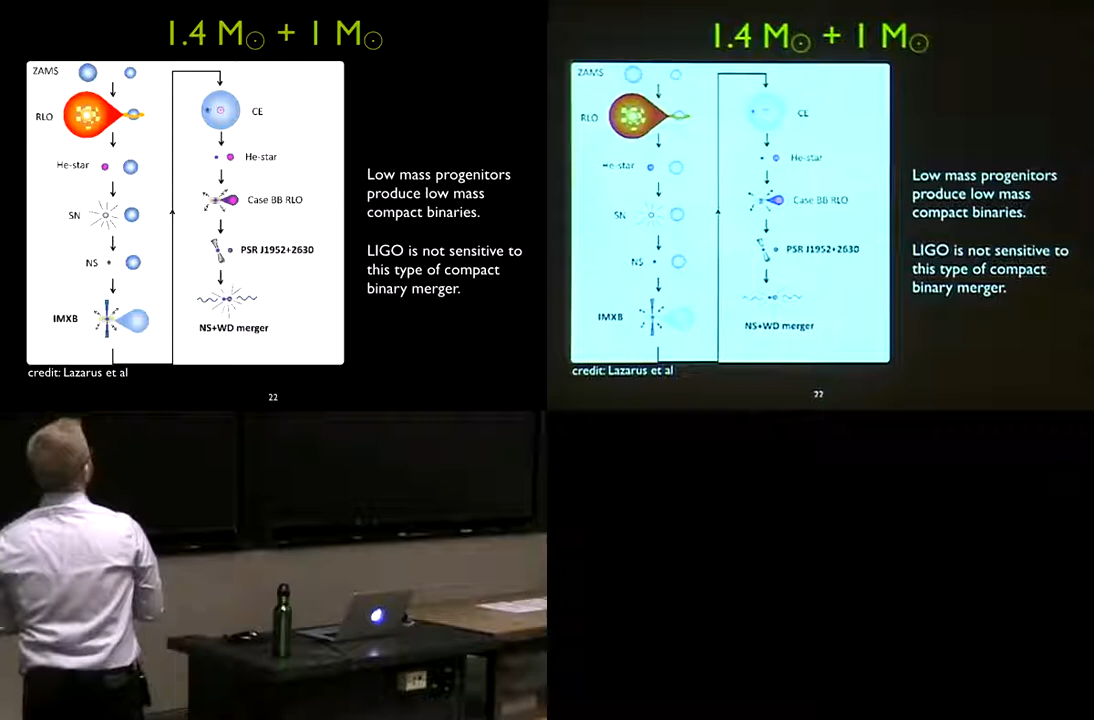 1.4 M☉ + 1 M☉
ZAMS
RLO
He-star
SN
NS
IMXB
CE
He-star
Case BB RLO
PSR J1952+2630
NS+WD merger
Low mass progenitors
produce low mass
compact binaries.
LIGO is not sensitive to
this type of compact
binary merger.
credit: Lazarus et al
22
1.4 M☉ + 1 M☉
ZAMS
RLO
He-star
SN
NS
IMXB
CE
He-star
Case BB RLO
PSR J1952+2630
NS+WD merger
Low mass progenitors
produce low mass
compact binaries.
LIGO is not sensitive to
this type of compact
binary merger.
credit: Lazarus et al
22